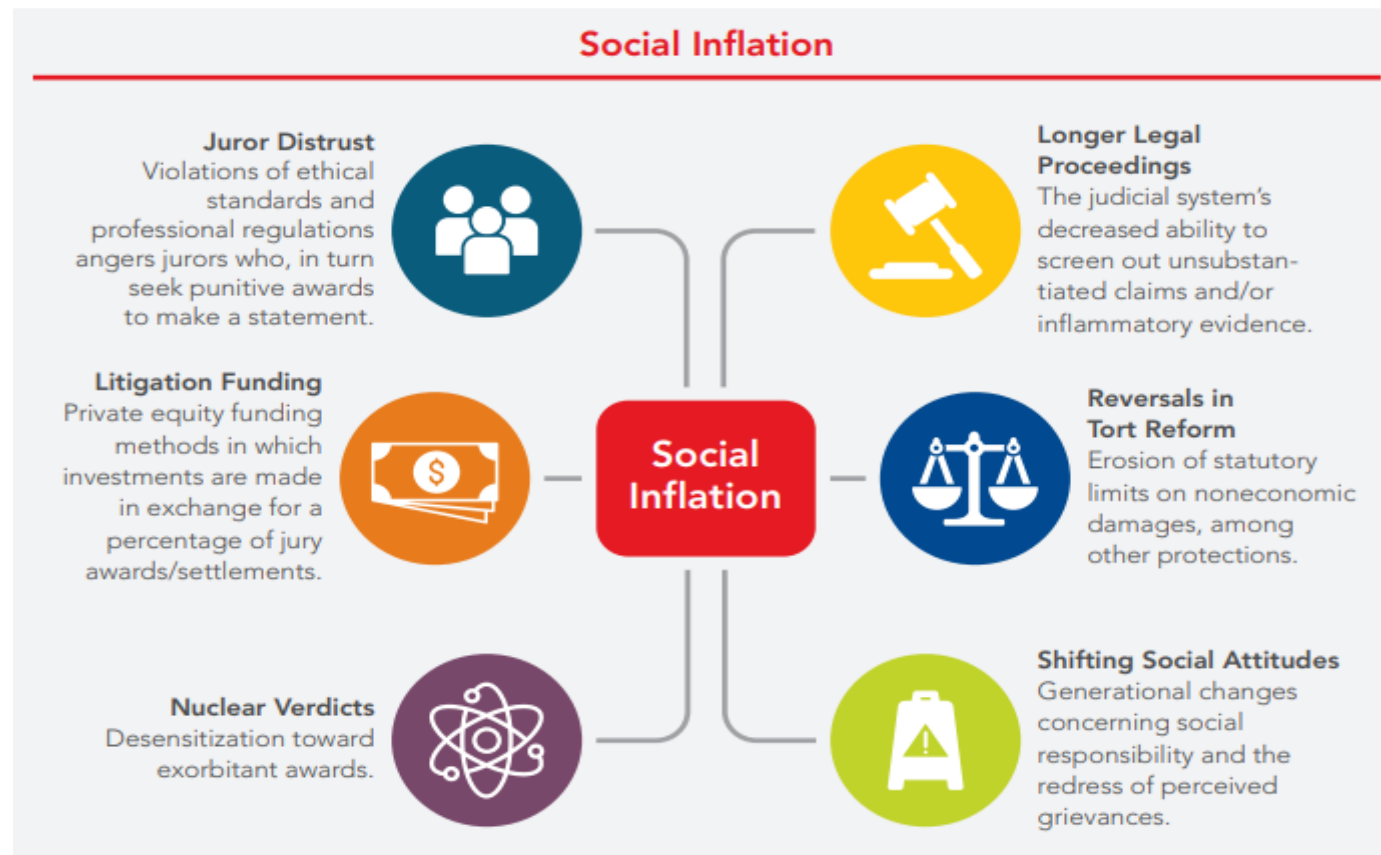 Social Inflation
Juror Distrust
Violations of ethical
standards and
professional regulations
angers jurors who, in turn
seek punitive awards
to make a statement.
Litigation Funding
Private equity funding
methods in which
investments are made
in exchange for a
percentage of jury
awards/settlements.
Nuclear Verdicts
Desensitization toward
exorbitant awards.
$
Social
Inflation
Longer Legal
Proceedings
The judicial system’s
decreased ability to
screen out unsubstan-
tiated claims and/or
inflammatory evidence.
Reversals in
Tort Reform
Erosion of statutory
limits on noneconomic
damages, among
other protections.
Shifting Social Attitudes
Generational changes
concerning social
responsibility and the
redress of perceived
grievances.
!